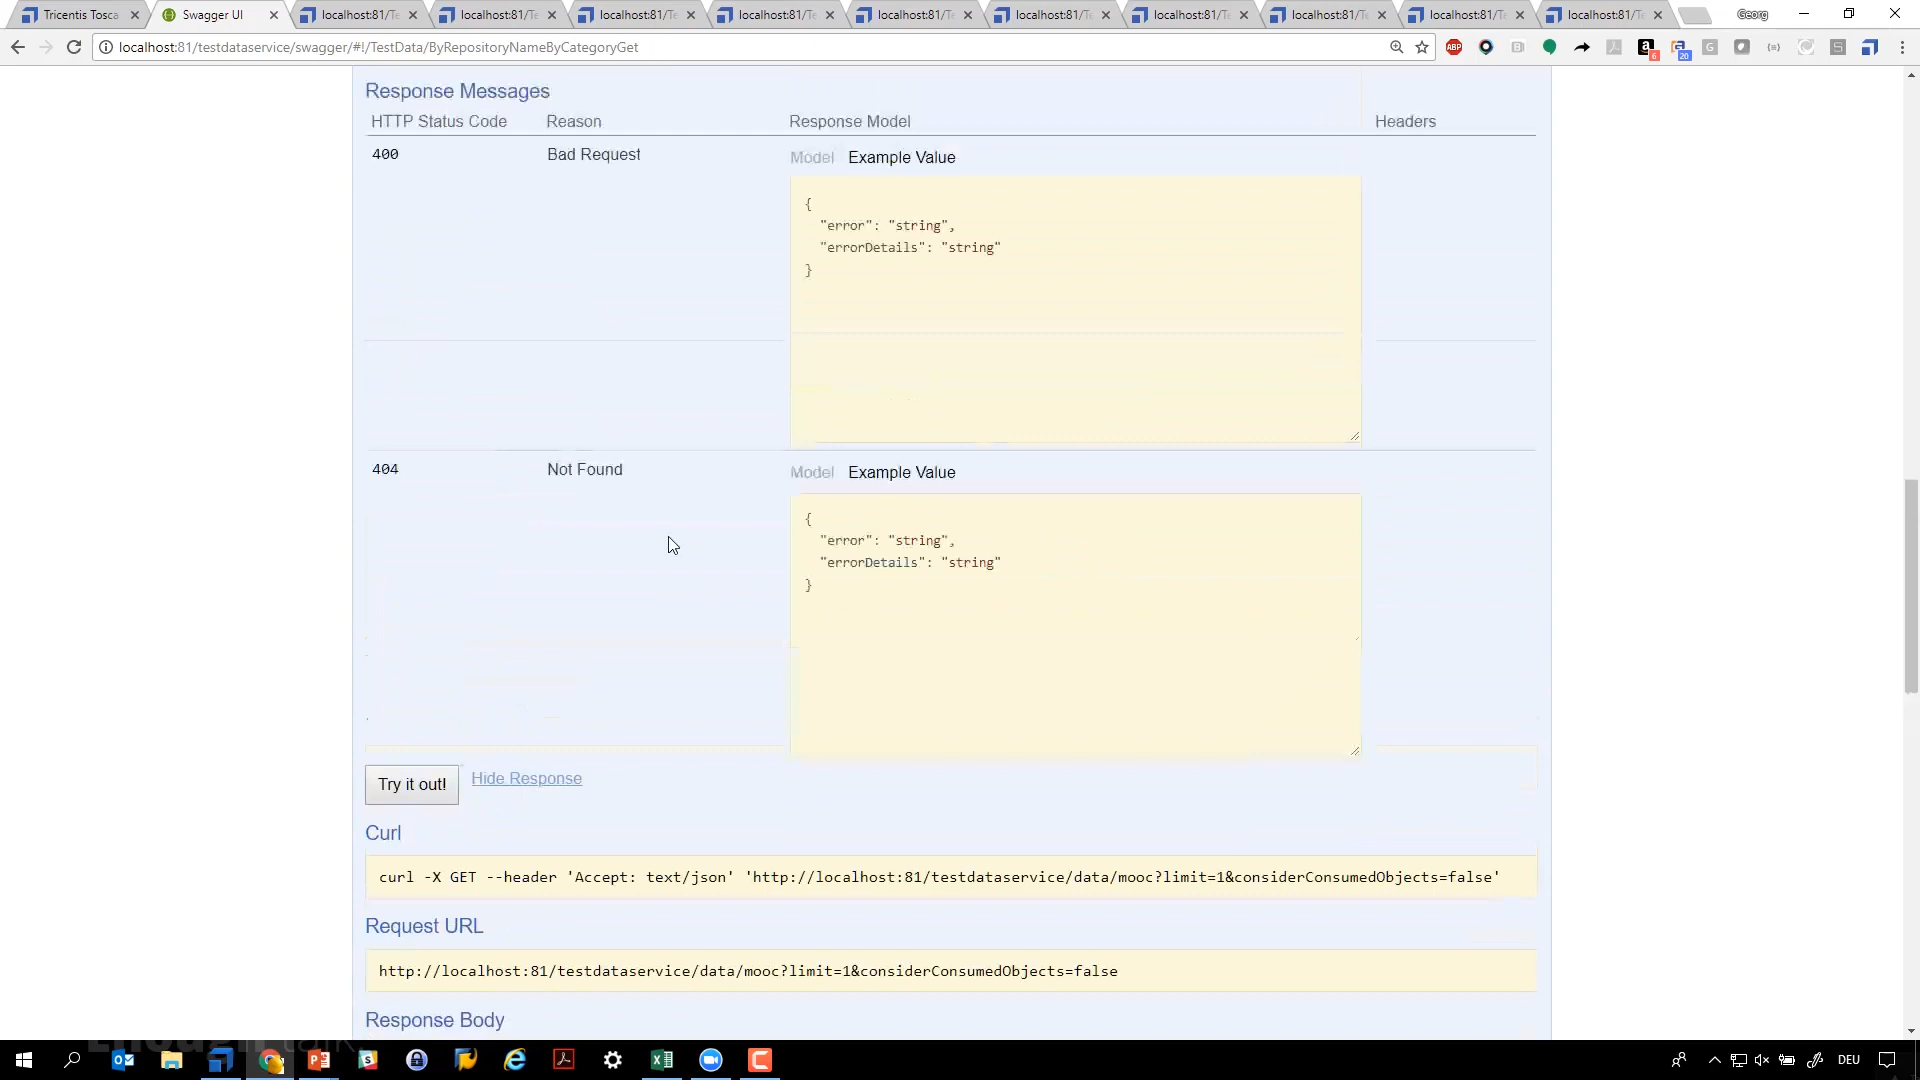 Tricentis Tosca
Swagger UI
localhost:81/Te
localhost:81/Te
localhost:81/Te
localhost:81/Te
localhost:81/Te
localhost:81/Te
localhost:81/Te
localhost:81/Te
localhost:81/Te
localhost:81/Te
Georg
localhost:81/testdataservice/swagger/#!/TestData/ByRepositoryNameByCategoryGet
ABP
6
20
Response Messages
HTTP Status Code Reason Response Model Headers
400 Bad Request Model Example Value
{
"error": "string",
"errorDetails": "string"
}
404 Not Found Model Example Value
{
"error": "string",
"errorDetails": "string"
}
Try it out! Hide Response
Curl
curl -X GET --header 'Accept: text/json' 'http://localhost:81/testdataservice/data/mooc?limit=1&considerConsumedObjects=false'
Request URL
http://localhost:81/testdataservice/data/mooc?limit=1&considerConsumedObjects=false
Response Body
DEU